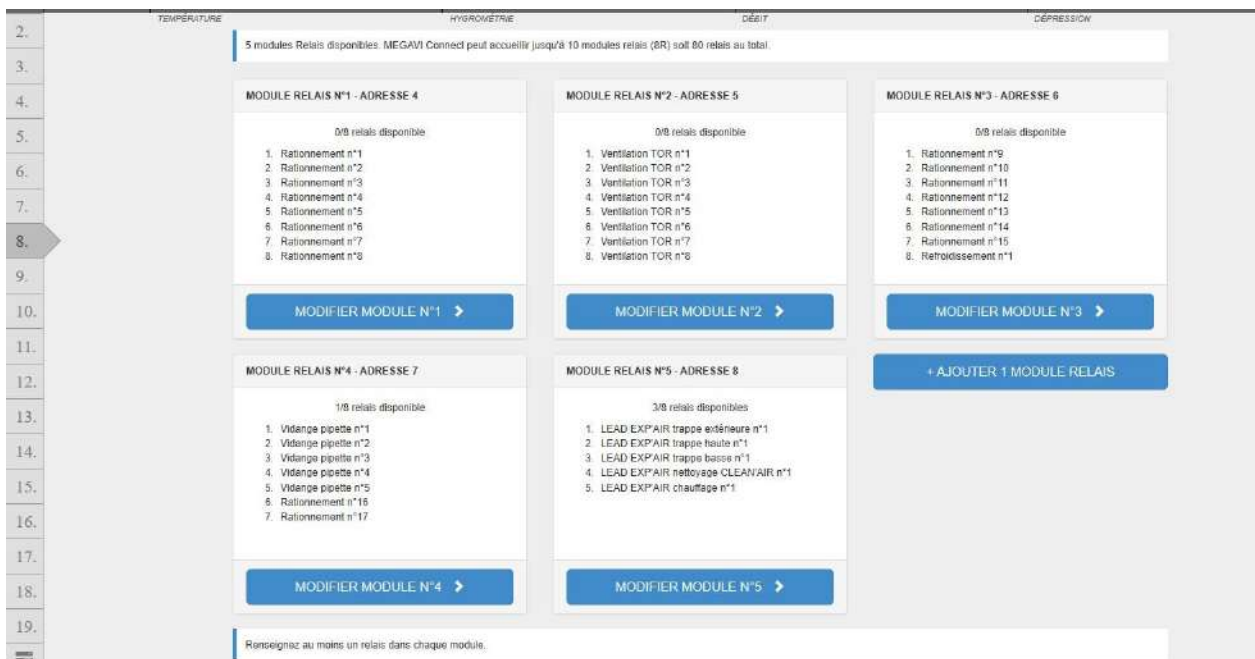 TEMPÉRATURE HYGROMÉTRIE DÉBIT DÉPRESSION
2.
5 modules Relais disponibles. MEGAVI Connect peut accueillir jusqu'à 10 modules relais (8R) soit 80 relais au total.
3.
4.
5.
6.
7.
8.
9.
10.
11.
12.
13.
14.
15.
16.
17.
18.
19.
MODULE RELAIS N°1 - ADRESSE 4
0/8 relais disponible
1. Rationnement n°1
2. Rationnement n°2
3. Rationnement n°3
4. Rationnement n°4
5. Rationnement n°5
6. Rationnement n°6
7. Rationnement n°7
8. Rationnement n°8
MODIFIER MODULE N°1
MODULE RELAIS N°2 - ADRESSE 5
0/8 relais disponible
1. Ventilation TOR n°1
2. Ventilation TOR n°2
3. Ventilation TOR n°3
4. Ventilation TOR n°4
5. Ventilation TOR n°5
6. Ventilation TOR n°6
7. Ventilation TOR n°7
8. Ventilation TOR n°8
MODIFIER MODULE N°2
MODULE RELAIS N°3 - ADRESSE 6
0/8 relais disponible
1. Rationnement n°9
2. Rationnement n°10
3. Rationnement n°11
4. Rationnement n°12
5. Rationnement n°13
6. Rationnement n°14
7. Rationnement n°15
8. Refroidissement n°1
MODIFIER MODULE N°3
MODULE RELAIS N°4 - ADRESSE 7
1/8 relais disponible
1. Vidange pipette n°1
2. Vidange pipette n°2
3. Vidange pipette n°3
4. Vidange pipette n°4
5. Vidange pipette n°5
6. Rationnement n°16
7. Rationnement n°17
MODIFIER MODULE N°4
MODULE RELAIS N°5 - ADRESSE 8
3/8 relais disponibles
1. LEAD EXP'AIR trappe extérieure n°1
2. LEAD EXP'AIR trappe haute n°1
3. LEAD EXP'AIR trappe basse n°1
4. LEAD EXP'AIR nettoyage CLEAN'AIR n°1
5. LEAD EXP'AIR chauffage n°1
MODIFIER MODULE N°5
+ AJOUTER 1 MODULE RELAIS
Renseignez au moins un relais dans chaque module.